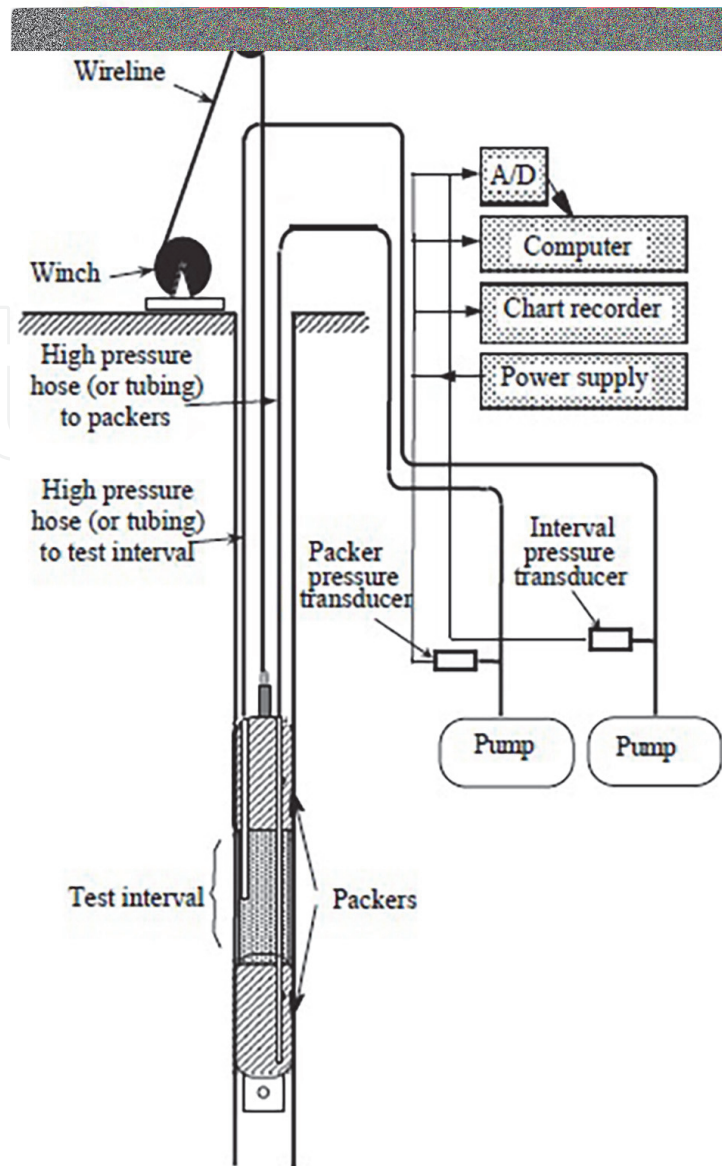 Wireline
A/D
Computer
Winch
Chart recorder
High pressure
hose (or tubing)
to packers
Power supply
High pressure
hose (or tubing)
to test interval
Interval
pressure
transducer
Packer
pressure
transducer
Pump
Pump
Test interval
Packers